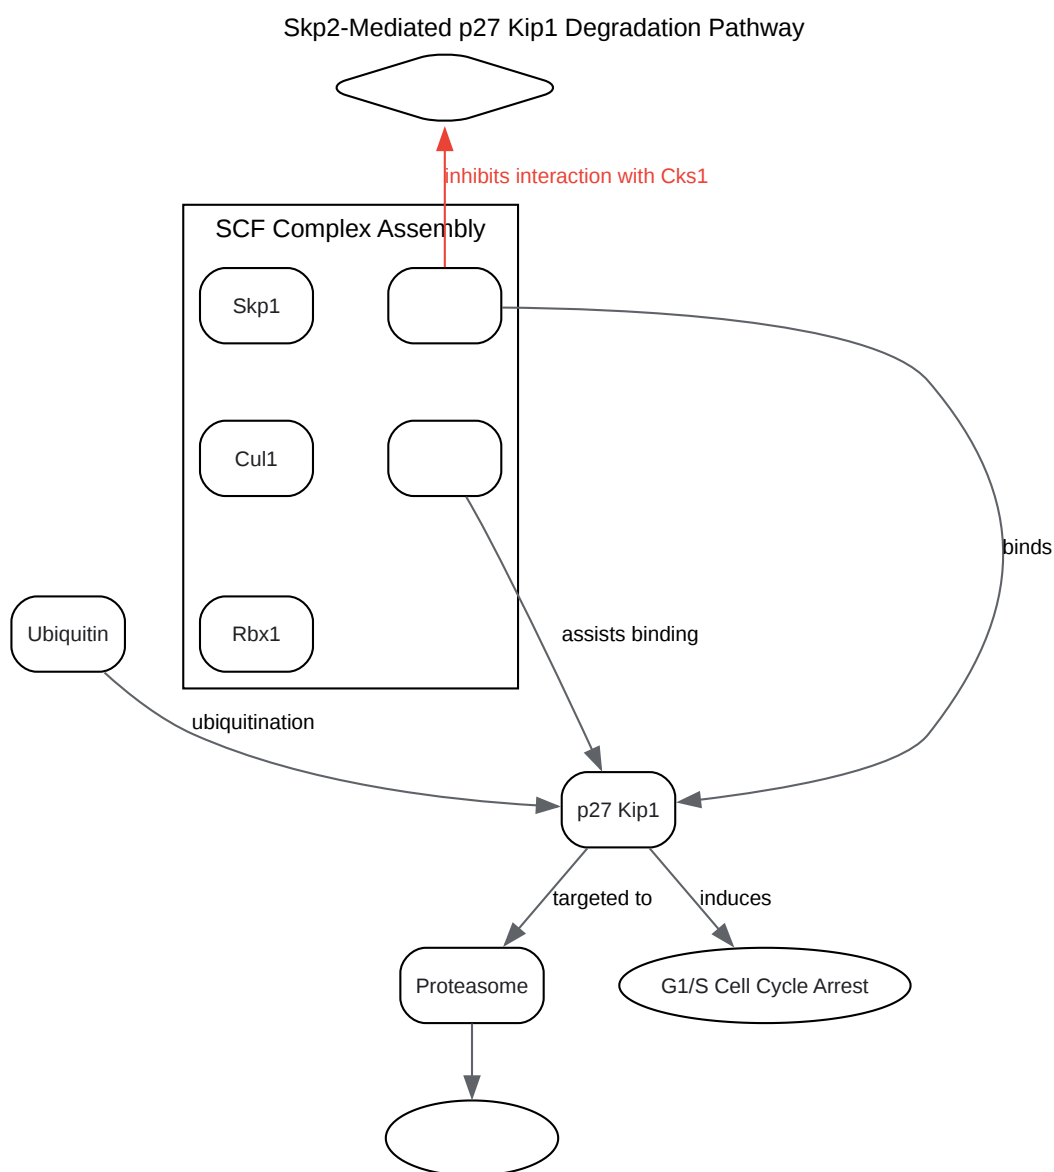 Skp2-Mediated p27 Kip1 Degradation Pathway
inhibits interaction with Cks1
SCF Complex Assembly
Skp1
Cul1
binds
Ubiquitin
Rbx1
assists binding
ubiquitination
p27 Kip1
targeted to
induces
Proteasome
G1/S Cell Cycle Arrest